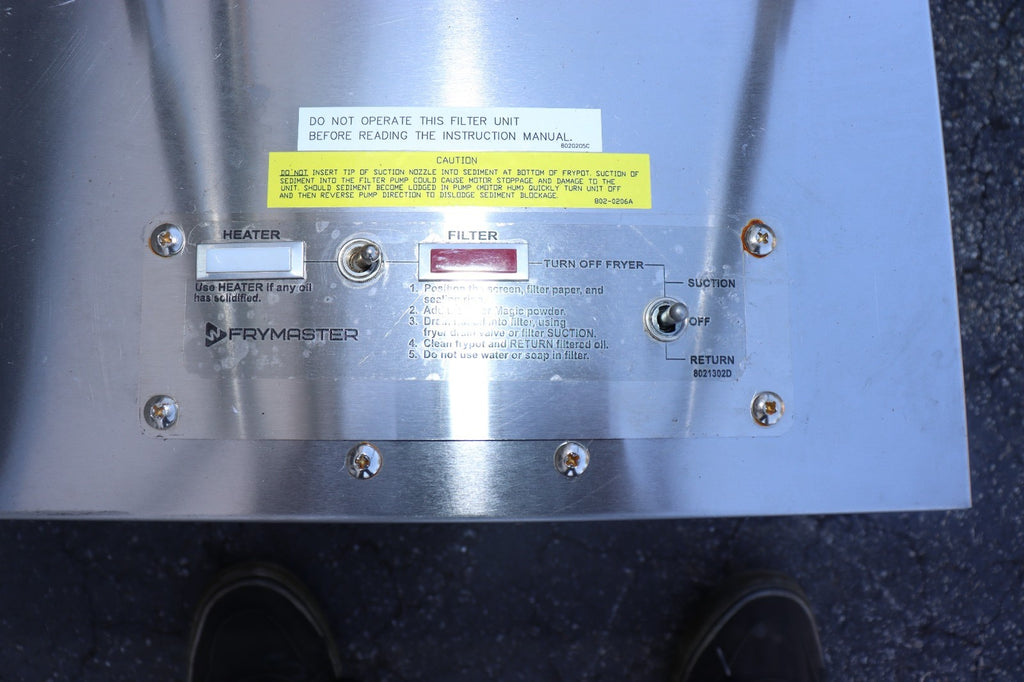 DO NOT OPERATE THIS FILTER UNIT
BEFORE READING THE INSTRUCTION MANUAL.
8020205C
CAUTION
DO NOT INSERT TIP OF SUCTION NOZZLE INTO SEDIMENT AT BOTTOM OF FRYPOT. SUCTION OF
SEDIMENT INTO THE FILTER PUMP COULD CAUSE MOTOR STOPPAGE AND DAMAGE TO THE
UNIT. SHOULD SEDIMENT BECOME LODGED IN PUMP (MOTOR HUM) QUICKLY TURN UNIT OFF
AND THEN REVERSE PUMP DIRECTION TO DISLODGE SEDIMENT BLOCKAGE.
802-0206A
HEATER
FILTER
TURN OFF FRYER
SUCTION
OFF
RETURN
8021302D
Use HEATER if any oil
has solidified.
FRYMASTER
1. Position the screen, filter paper, and
2. Magic powder.
3. Drain into filter, using
fryer drain valve or filter SUCTION.
4. Clean frypot and RETURN filtered oil.
5. Do not use water or soap in filter.